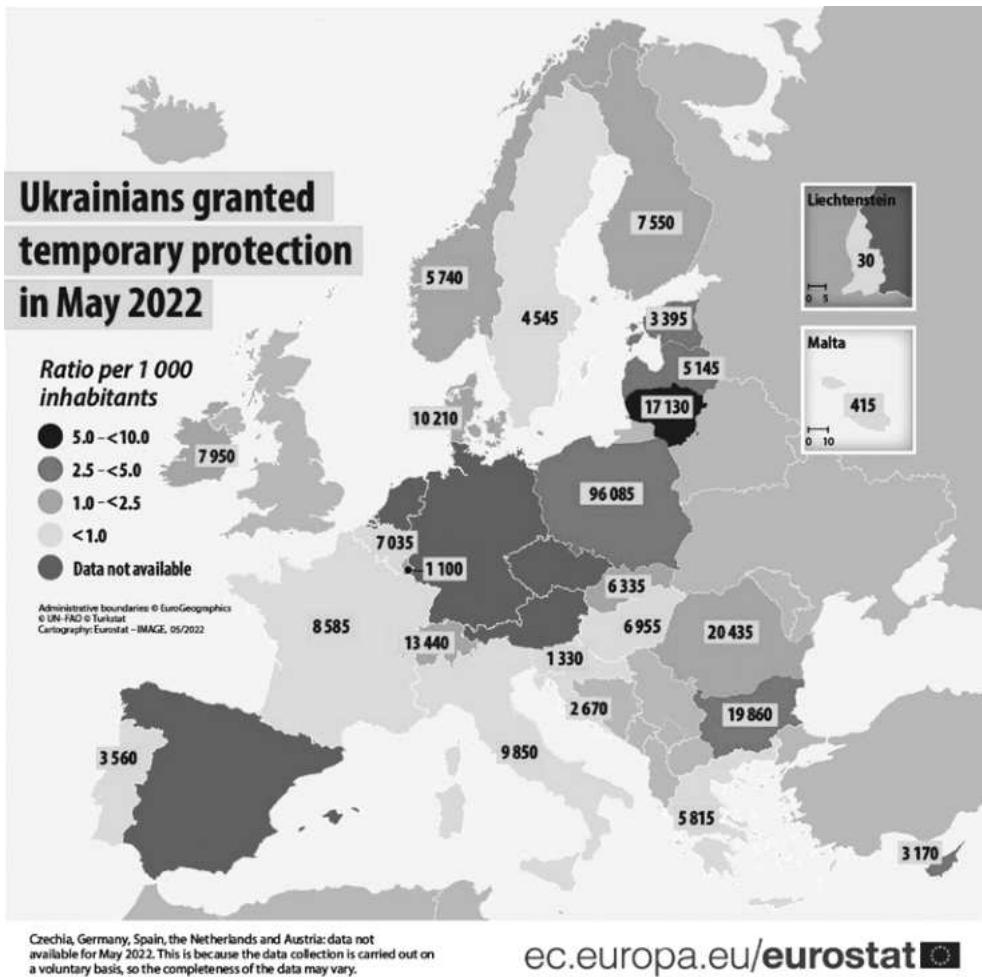 Ukrainians granted
temporary protection
in May 2022
Ratio per 1 000
inhabitants
5.0 – <10.0
2.5 – <5.0
1.0 – <2.5
<1.0
Data not available
Administrative boundaries: © EuroGeographics
© UN–FAO © Turkstat
Cartography: Eurostat – IMAGE, 05/2022
Liechtenstein
30
0 5
Malta
415
0 10
7 550
5 740
4 545
3 395
5 145
17 130
10 210
7 950
96 085
7 035
1 100
6 335
8 585
13 440
6 955
20 435
1 330
2 670
19 860
3 560
9 850
5 815
3 170
Czechia, Germany, Spain, the Netherlands and Austria: data not
available for May 2022. This is because the data collection is carried out on
a voluntary basis, so the completeness of the data may vary.
ec.europa.eu/eurostat